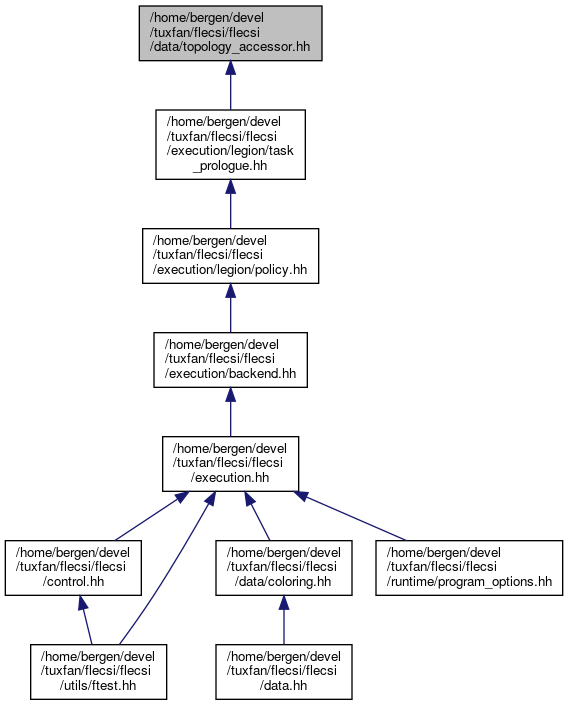 /home/bergen/devel
/tuxfan/flecsi/flecsi
/data/topology_accessor.hh
/home/bergen/devel
/tuxfan/flecsi/flecsi
/execution/legion/task
_prologue.hh
/home/bergen/devel
/tuxfan/flecsi/flecsi
/execution/legion/policy.hh
/home/bergen/devel
/tuxfan/flecsi/flecsi
/execution/backend.hh
/home/bergen/devel
/tuxfan/flecsi/flecsi
/execution.hh
/home/bergen/devel
/tuxfan/flecsi/flecsi
/control.hh
/home/bergen/devel
/tuxfan/flecsi/flecsi
/data/coloring.hh
/home/bergen/devel
/tuxfan/flecsi/flecsi
/runtime/program_options.hh
/home/bergen/devel
/tuxfan/flecsi/flecsi
/utils/ftest.hh
/home/bergen/devel
/tuxfan/flecsi/flecsi
/data.hh